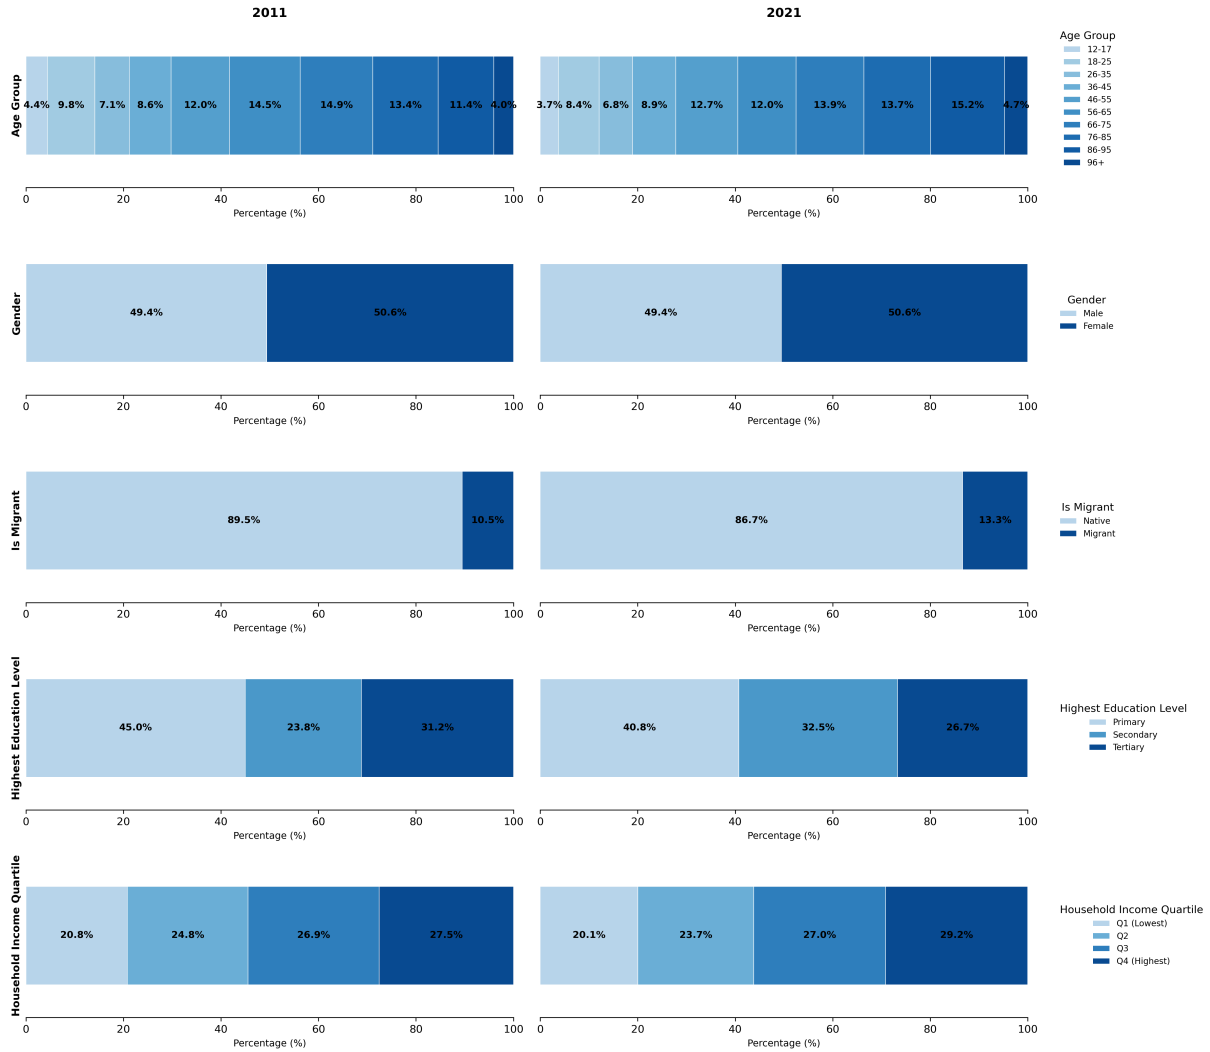 2011 2021
Age Group
4.4% 9.8% 7.1% 8.6% 12.0% 14.5% 14.9% 13.4% 11.4% 4.0%
0 20 40 60 80 100
Percentage (%)
3.7% 8.4% 6.8% 8.9% 12.7% 12.0% 13.9% 13.7% 15.2% 4.7%
0 20 40 60 80 100
Percentage (%)
Age Group
12-17
18-25
26-35
36-45
46-55
56-65
66-75
76-85
86-95
96+
Gender
49.4% 50.6%
0 20 40 60 80 100
Percentage (%)
49.4% 50.6%
0 20 40 60 80 100
Percentage (%)
Gender
Male
Female
Is Migrant
89.5% 10.5%
0 20 40 60 80 100
Percentage (%)
86.7% 13.3%
0 20 40 60 80 100
Percentage (%)
Is Migrant
Native
Migrant
Highest Education Level
45.0% 23.8% 31.2%
0 20 40 60 80 100
Percentage (%)
40.8% 32.5% 26.7%
0 20 40 60 80 100
Percentage (%)
Highest Education Level
Primary
Secondary
Tertiary
Household Income Quartile
20.8% 24.8% 26.9% 27.5%
0 20 40 60 80 100
Percentage (%)
20.1% 23.7% 27.0% 29.2%
0 20 40 60 80 100
Percentage (%)
Household Income Quartile
Q1 (Lowest)
Q2
Q3
Q4 (Highest)